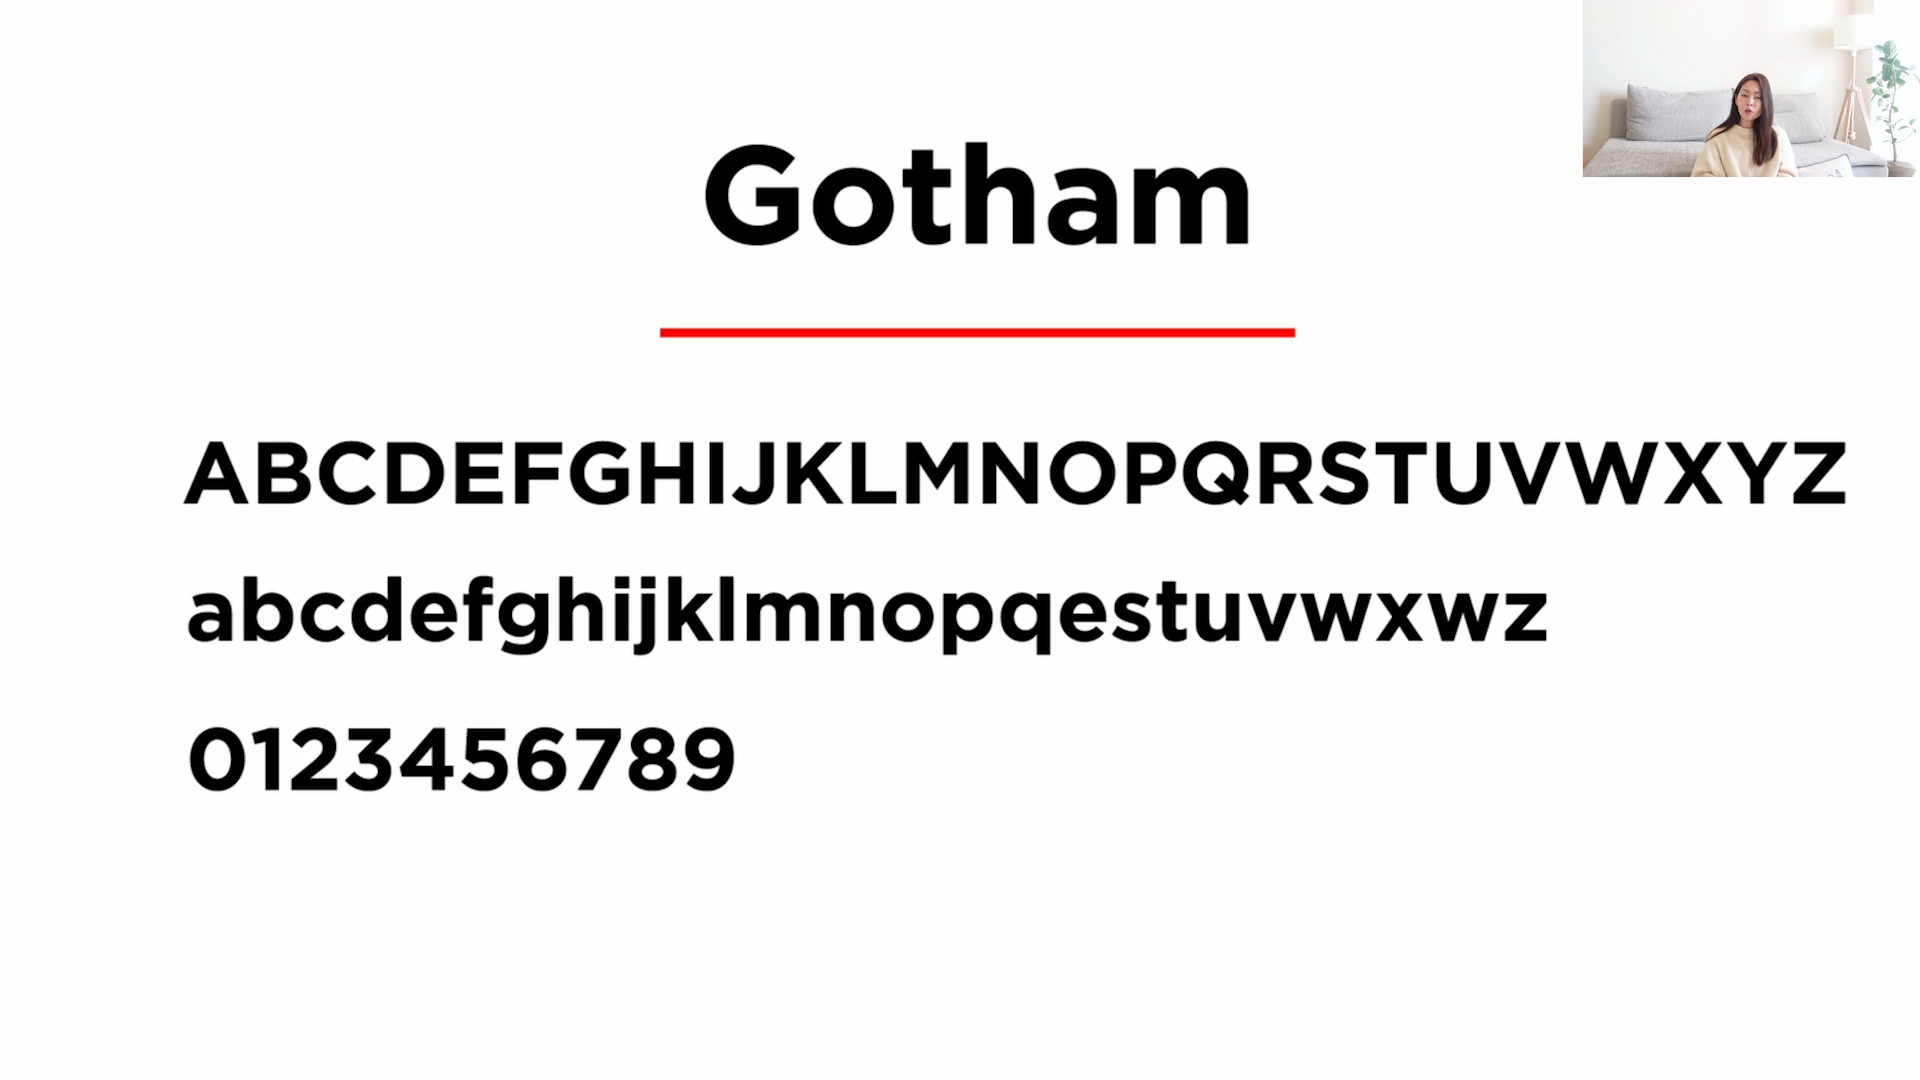 Gotham
ABCDEFGHIJKLMNOPQRSTUVWXYZ
abcdefghijklmnopqestuvwxwz
0123456789